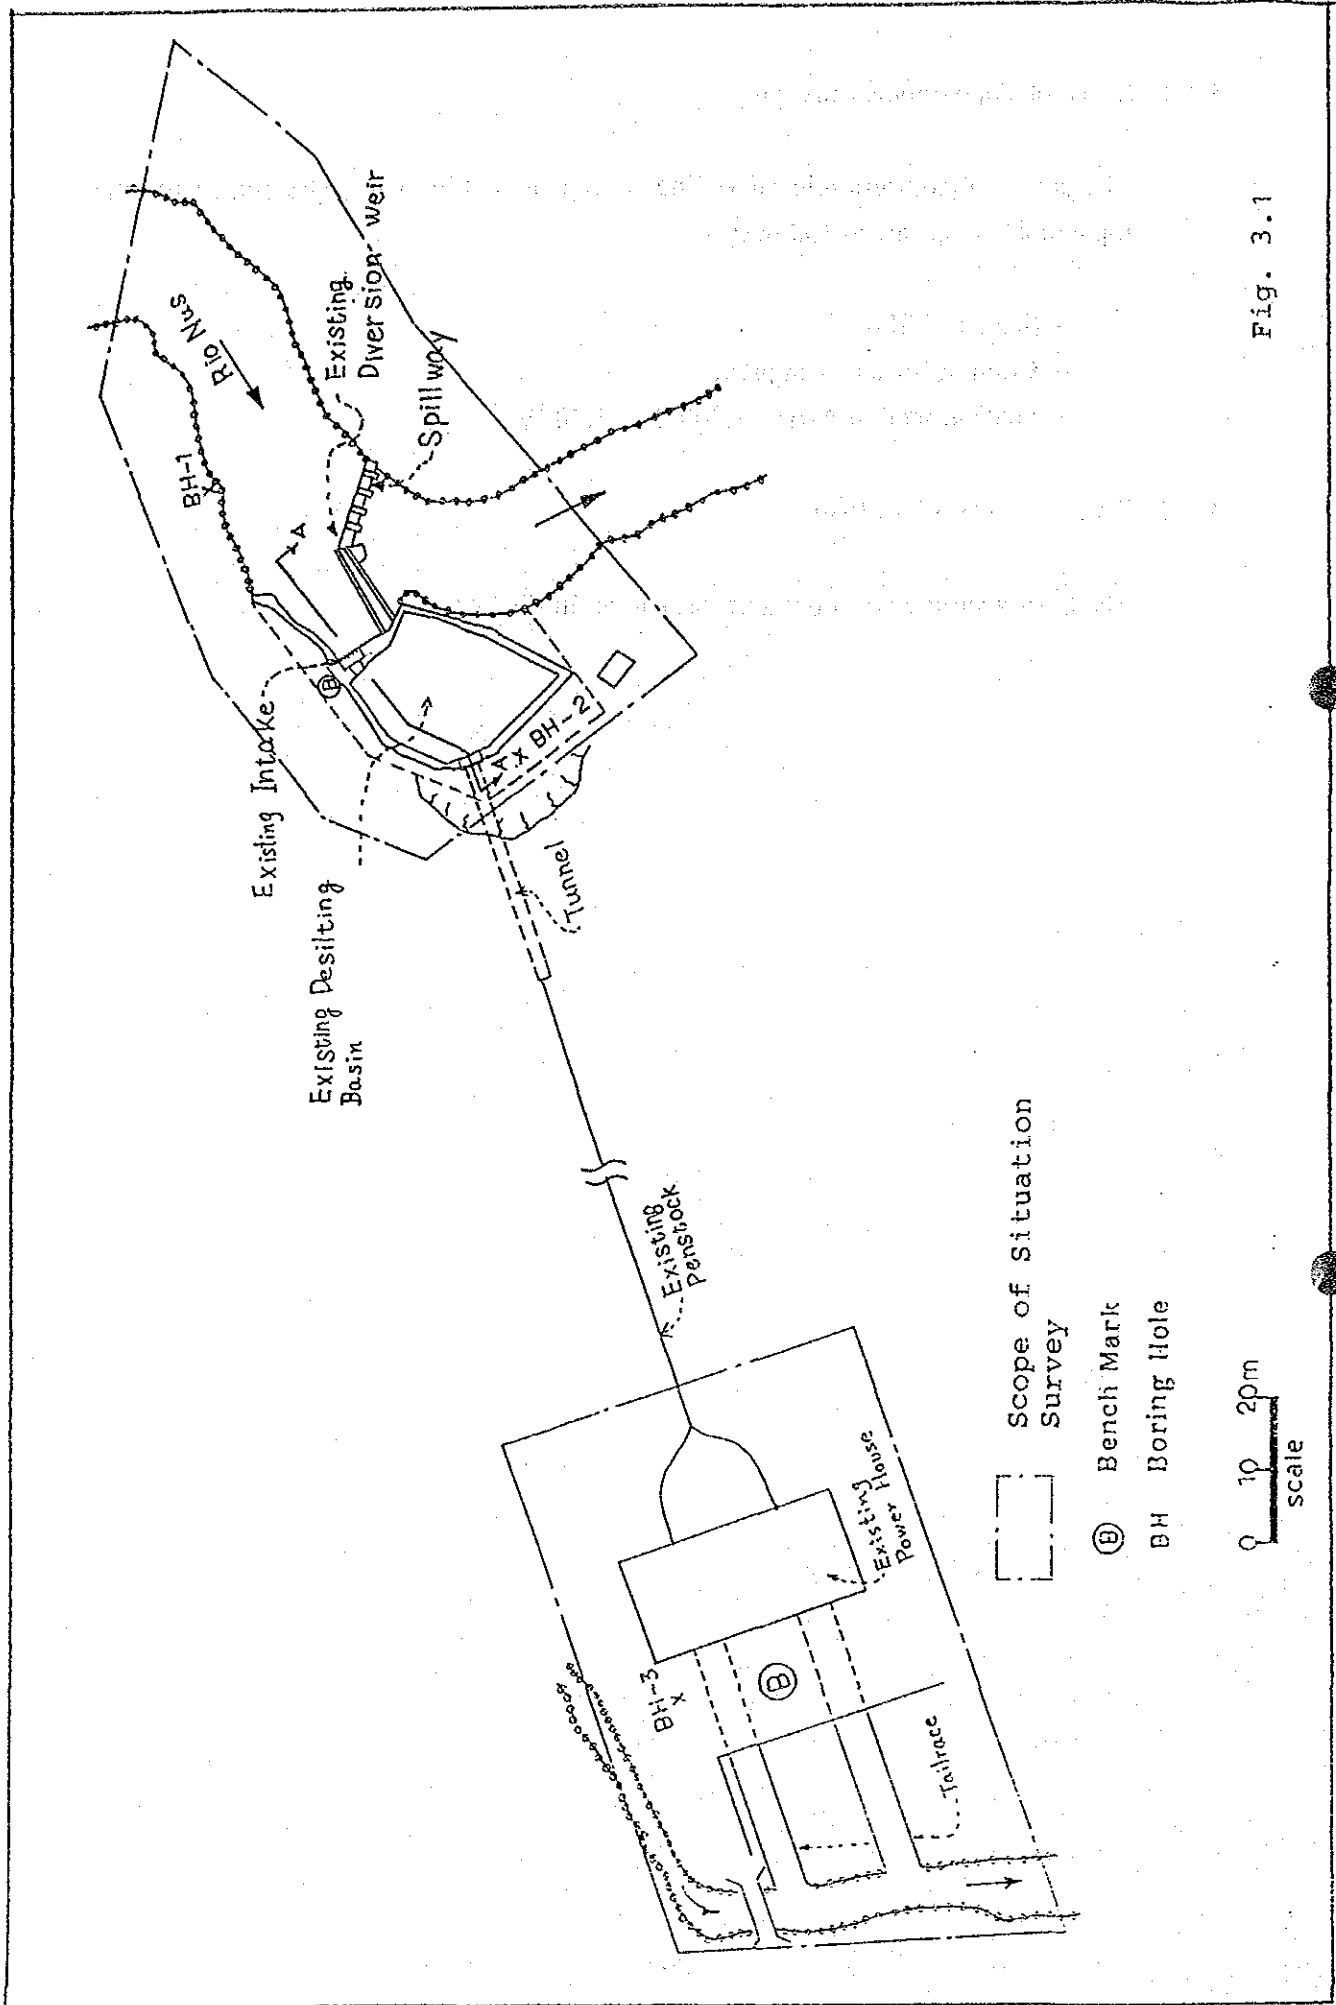 Rio Nus
BH-1
A
Existing
Diversion weir
Spillway
Existing Intake
B
Existing Desilting
Basin
A
BH-2
Tunnel
Existing
Penstock
BH-3
B
Existing
Power House
Tailrace
Scope of Situation
Survey
B Bench Mark
BH Boring Hole
0 10 20m
scale
Fig. 3.1